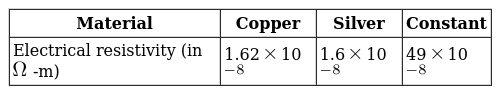 Material Copper Silver Constant
Electrical resistivity (in 1.62 × 10 1.6 × 10 49 × 10
Ω -m) −8 −8 −8